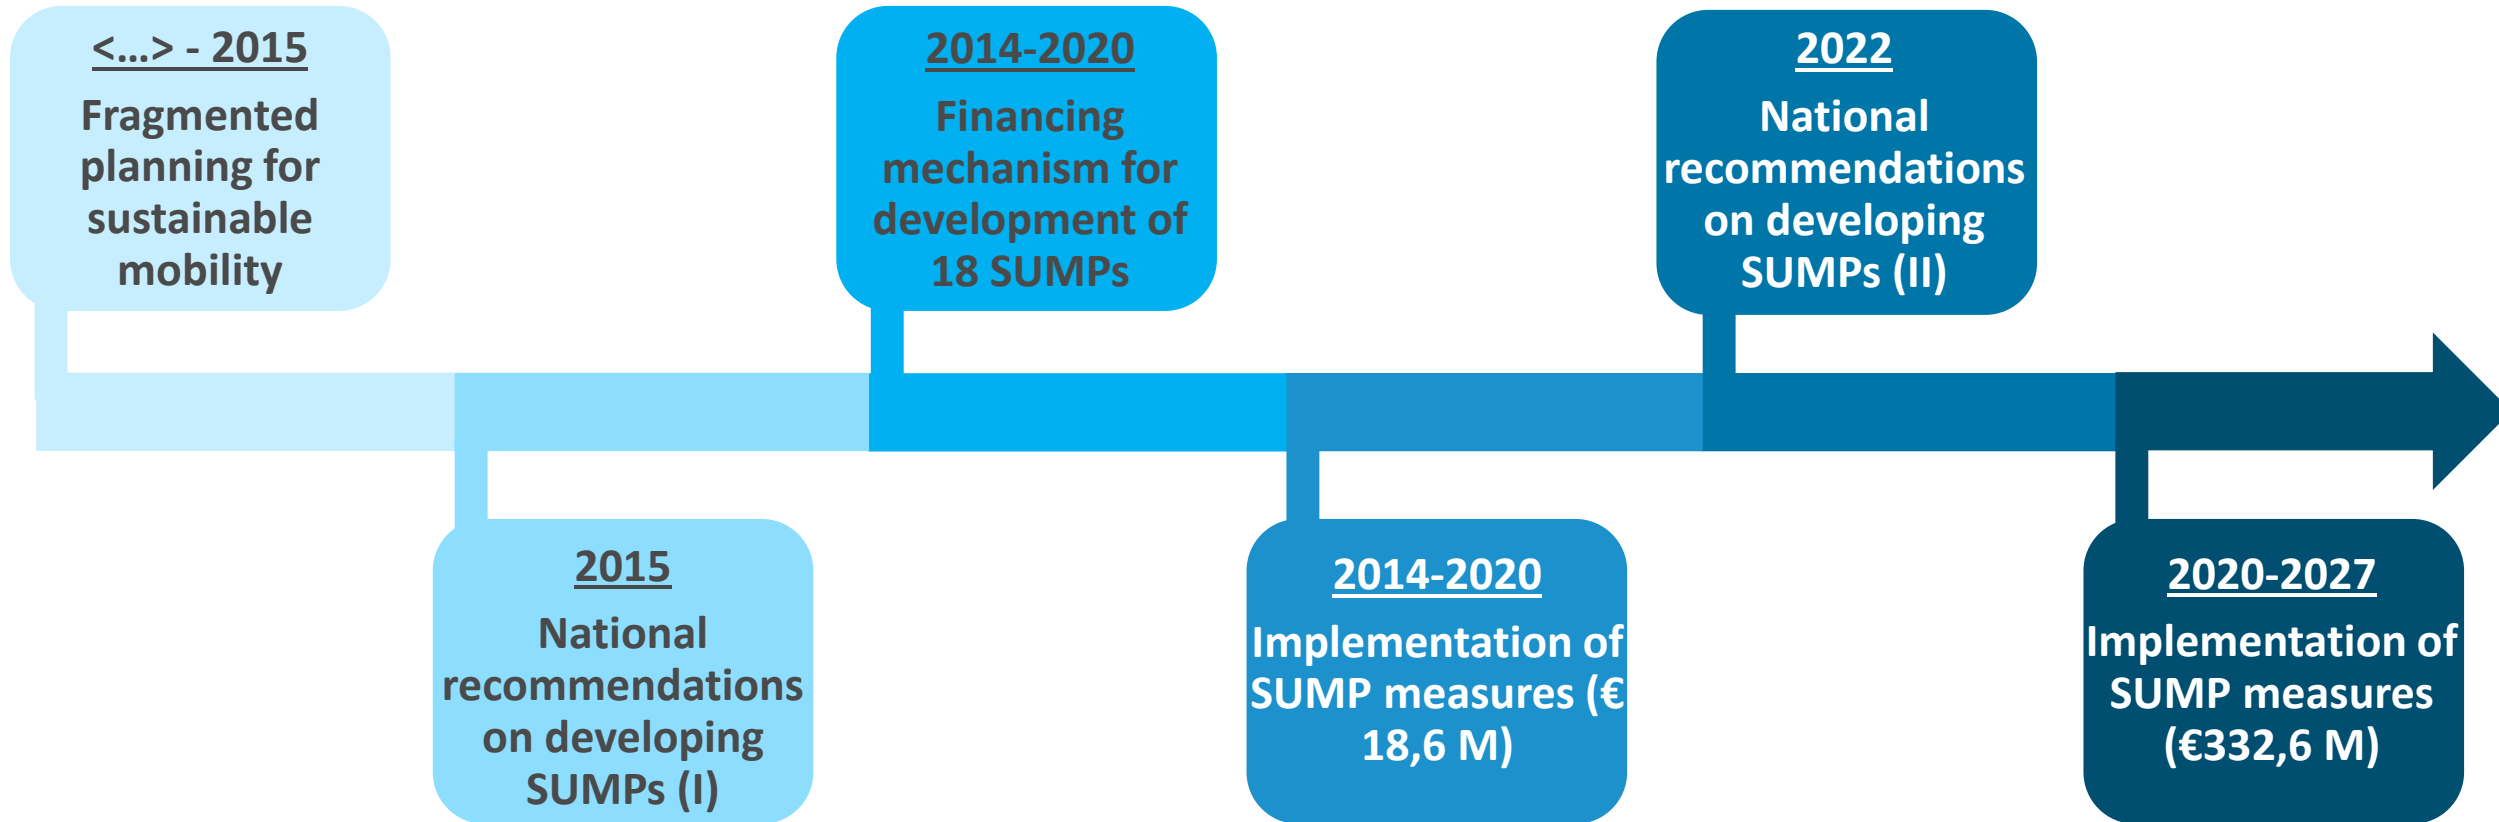 <...> - 2015
Fragmented
planning for
sustainable
mobility
2015
National
recommendations
on developing
SUMPs (I)
2014-2020
Financing
mechanism for
development of
18 SUMPs
2014-2020
Implementation of
SUMP measures (€
18,6 M)
2022
National
recommendations
on developing
SUMPs (II)
2020-2027
Implementation of
SUMP measures
(€332,6 M)